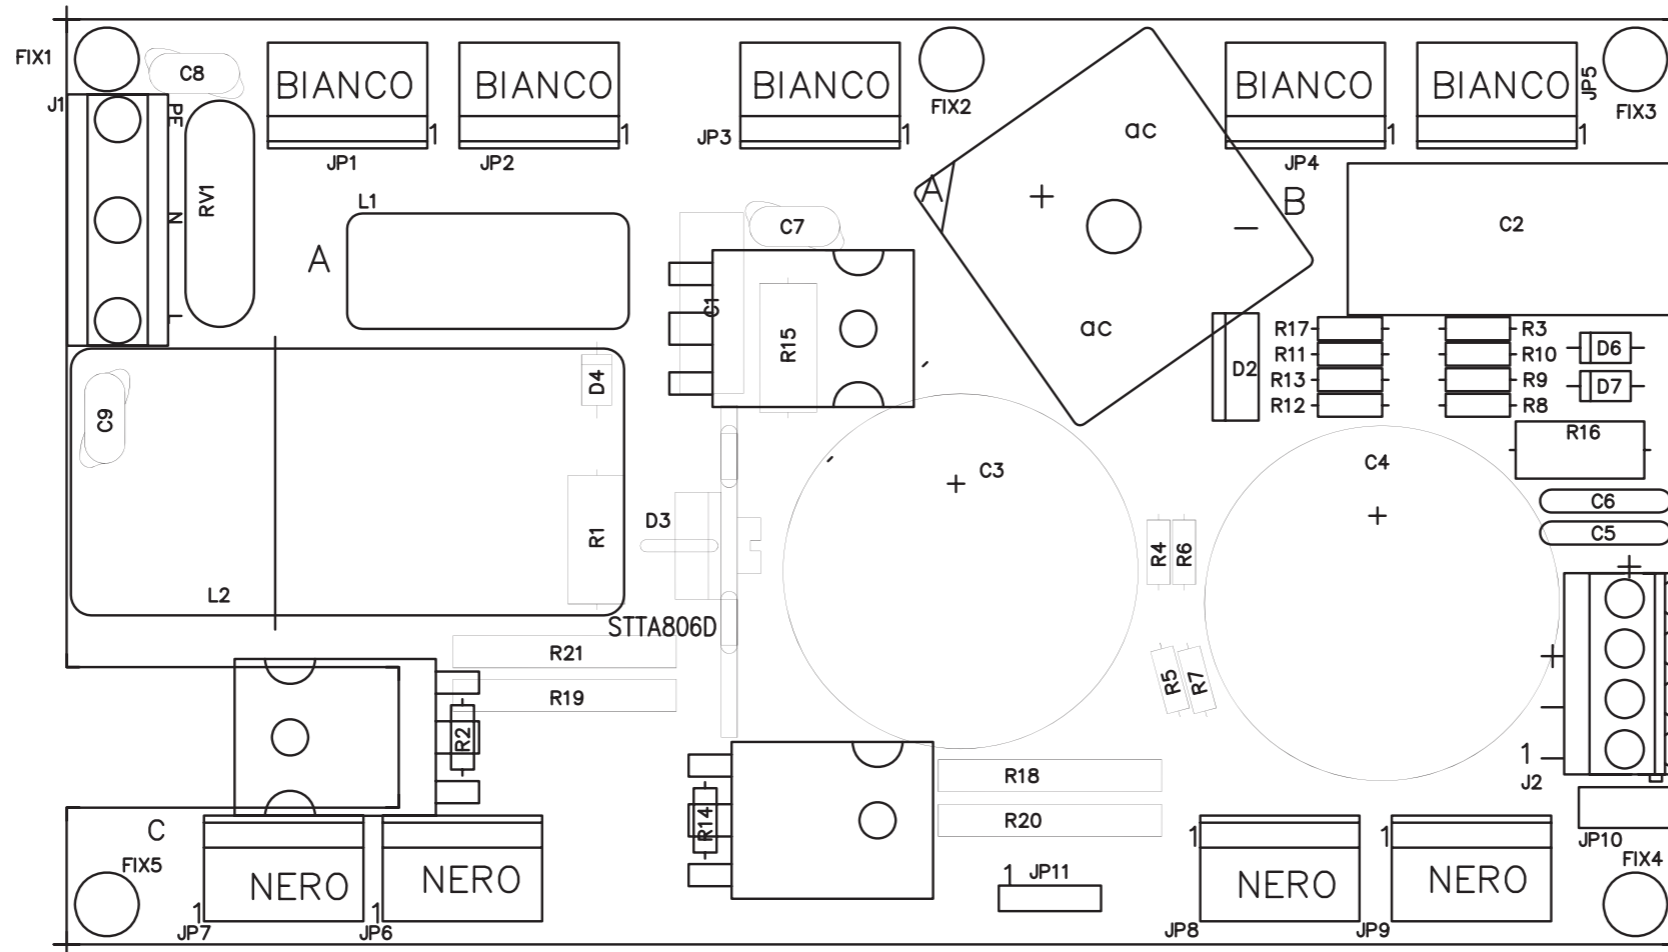 FIX1
C8
BIANCO
BIANCO
BIANCO
BIANCO
BIANCO
JP5
FIX2
FIX3
J1
PE
1
1
JP3
1
ac
1
1
JP1
JP2
JP4
RV1
L1
A
+
B
C2
N
C7
—
A
L
C1
R15
ac
R17
R3
R11
R10
D6
D4
D2
R13
R9
D7
R12
R8
C9
R16
C3
C4
+
+
C6
D3
C5
R1
R4
R6
+
L2
STTA806D
R21
+
R5
R7
R19
R2
1
R18
J2
R14
R20
C
1
1
JP10
FIX5
NERO
NERO
1
JP11
NERO
NERO
FIX4
1
1
JP7
JP6
JP8
JP9